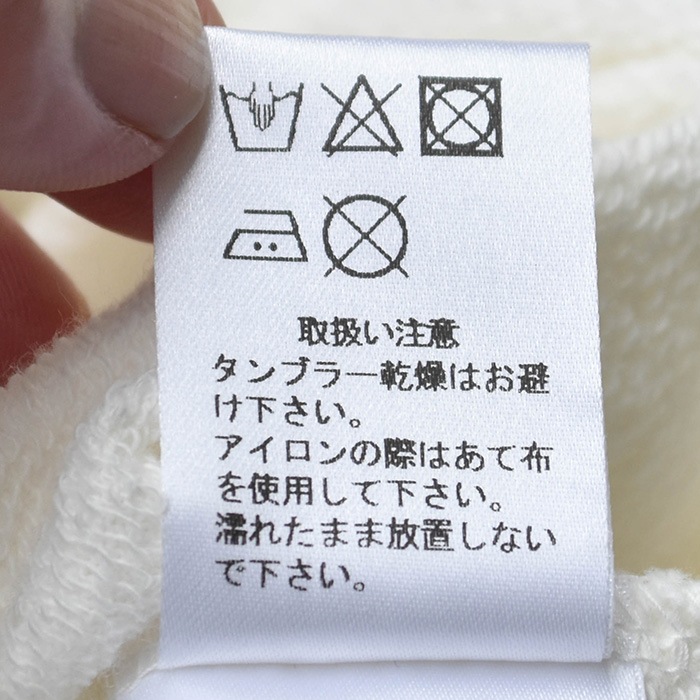 取扱い注意
タンブラー乾燥はお避
け下さい。
アイロンの際はあて布
を使用して下さい。
濡れたまま放置しない
で下さい。